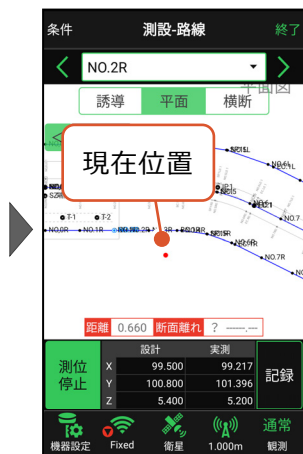 条件 測設-路線 終了
NO.2R
平面図
誘導 平面 横断
現在位置
T-1 T-2
NO.0R NO.1R
NO.7
NO.7R
距離 0.660 断面離れ ? -----.---
設計 実測
測位停止
X 99.500 99.217
Y 100.800 101.396
Z 5.400 5.200
記録
機器設定 Fixed 衛星 1.000m 通常観測